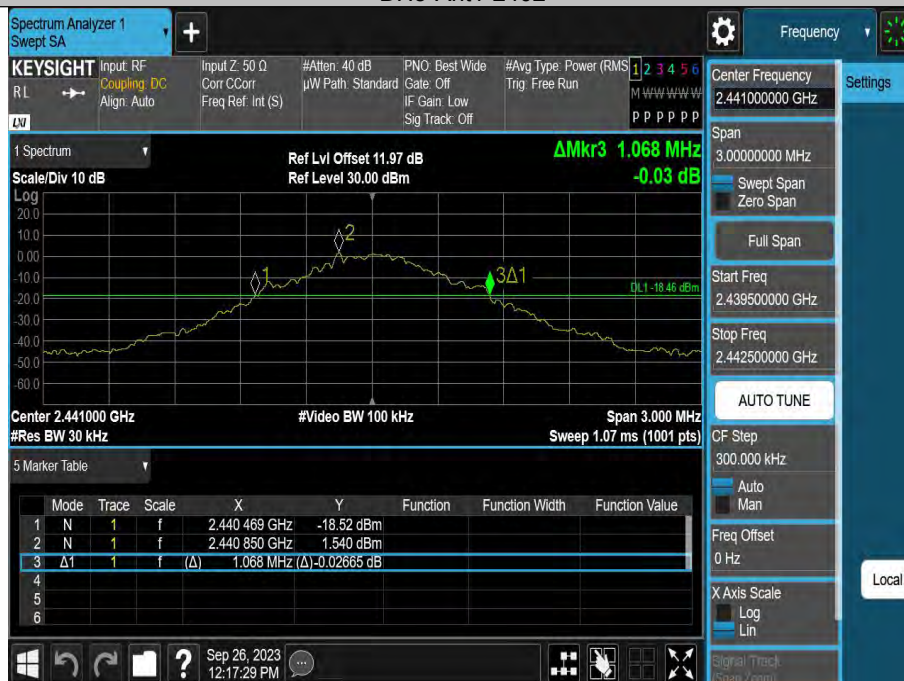 Spectrum Analyzer 1
Swept SA
+
Frequency
KEYSIGHT
RL
LXI
Input: RF
Coupling: DC
Align: Auto
Input Z: 50 Ω
Corr CCorr
Freq Ref: Int (S)
#Atten: 40 dB
µW Path: Standard
PNO: Best Wide
Gate: Off
IF Gain: Low
Sig Track: Off
#Avg Type: Power (RMS
Trig: Free Run
1 2 3 4 5 6
M W W W W W
P P P P P P
1 Spectrum
Scale/Div 10 dB
Ref Lvl Offset 11.97 dB
Ref Level 30.00 dBm
ΔMkr3 1.068 MHz
-0.03 dB
Log
20.0
10.0
0.00
-10.0
-20.0
-30.0
-40.0
-50.0
-60.0
1
2
3Δ1
DL1 -18.46 dBm
Center 2.441000 GHz
#Video BW 100 kHz
Span 3.000 MHz
#Res BW 30 kHz
Sweep 1.07 ms (1001 pts)
5 Marker Table
Mode Trace Scale X Y Function Function Width Function Value
1 N 1 f 2.440 469 GHz -18.52 dBm
2 N 1 f 2.440 850 GHz 1.540 dBm
3 Δ1 1 f (Δ) 1.068 MHz (Δ) -0.02665 dB
4
5
6
Sep 26, 2023
12:17:29 PM
?
Center Frequency
2.441000000 GHz
Span
3.00000000 MHz
Swept Span
Zero Span
Full Span
Start Freq
2.439500000 GHz
Stop Freq
2.442500000 GHz
AUTO TUNE
CF Step
300.000 kHz
Auto
Man
Freq Offset
0 Hz
X Axis Scale
Log
Lin
Signal Track
(Span Zoom)
Settings
Local